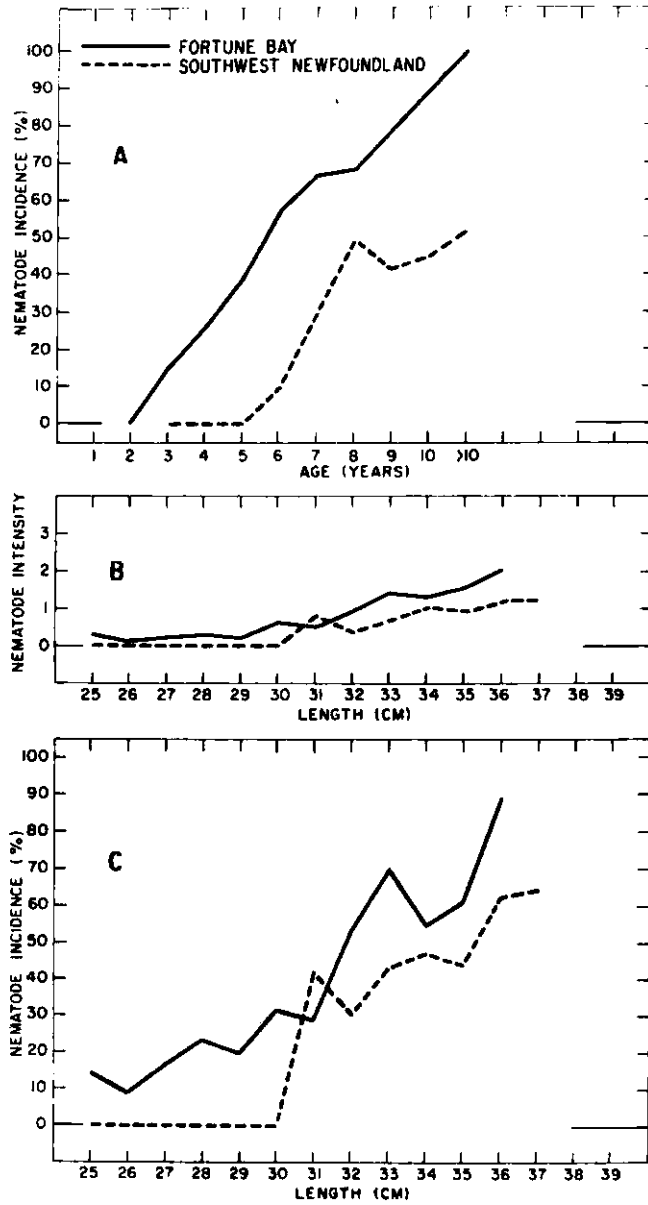 FORTUNE BAY
SOUTHWEST NEWFOUNDLAND
A
NEMATODE INCIDENCE (%)
100
90
80
70
60
50
40
30
20
10
0
1 2 3 4 5 6 7 8 9 10 >10
AGE (YEARS)
B
NEMATODE INTENSITY
3
2
1
0
25 26 27 28 29 30 31 32 33 34 35 36 37 38 39
LENGTH (CM)
C
NEMATODE INCIDENCE (%)
100
90
80
70
60
50
40
30
20
10
0
25 26 27 28 29 30 31 32 33 34 35 36 37 38 39
LENGTH (CM)